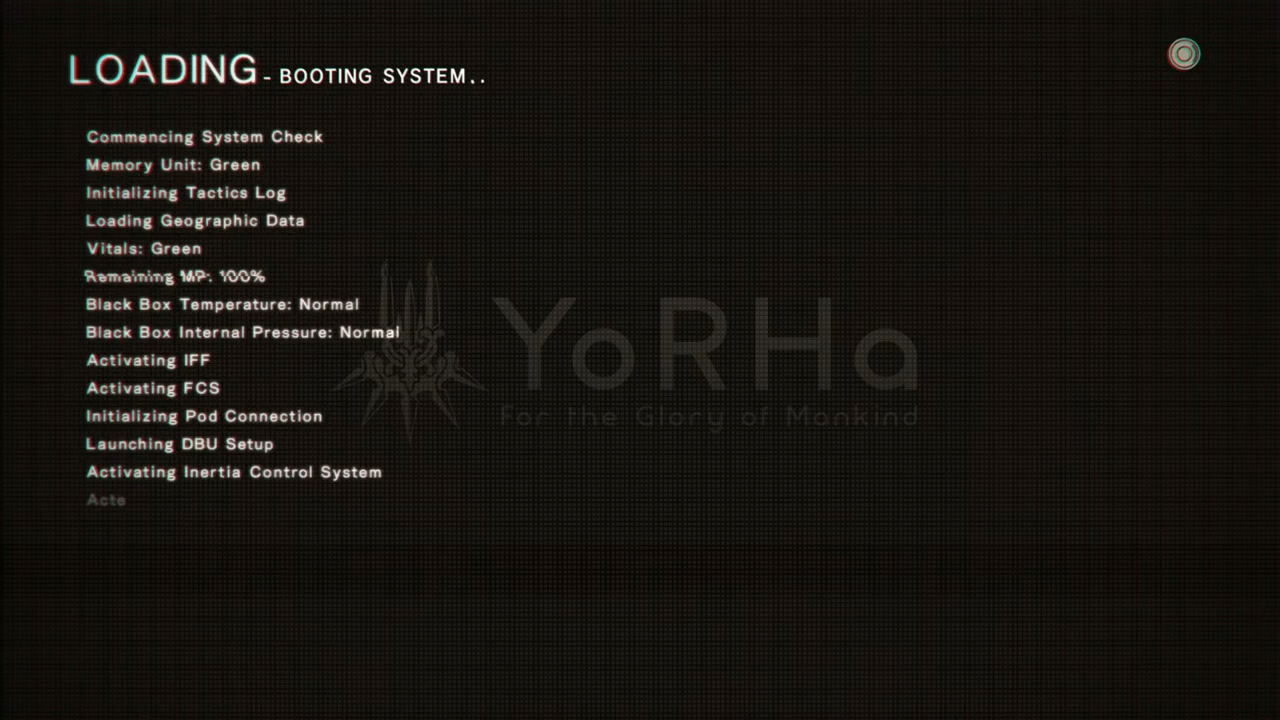 LOADING - BOOTING SYSTEM..
Commencing System Check
Memory Unit: Green
Initializing Tactics Log
Loading Geographic Data
Vitals: Green
Remaining MP: 100%
Black Box Temperature: Normal
Black Box Internal Pressure: Normal
Activating IFF
Activating FCS
Initializing Pod Connection
Launching DBU Setup
Activating Inertia Control System
Acte
YoRHa
For the Glory of Mankind